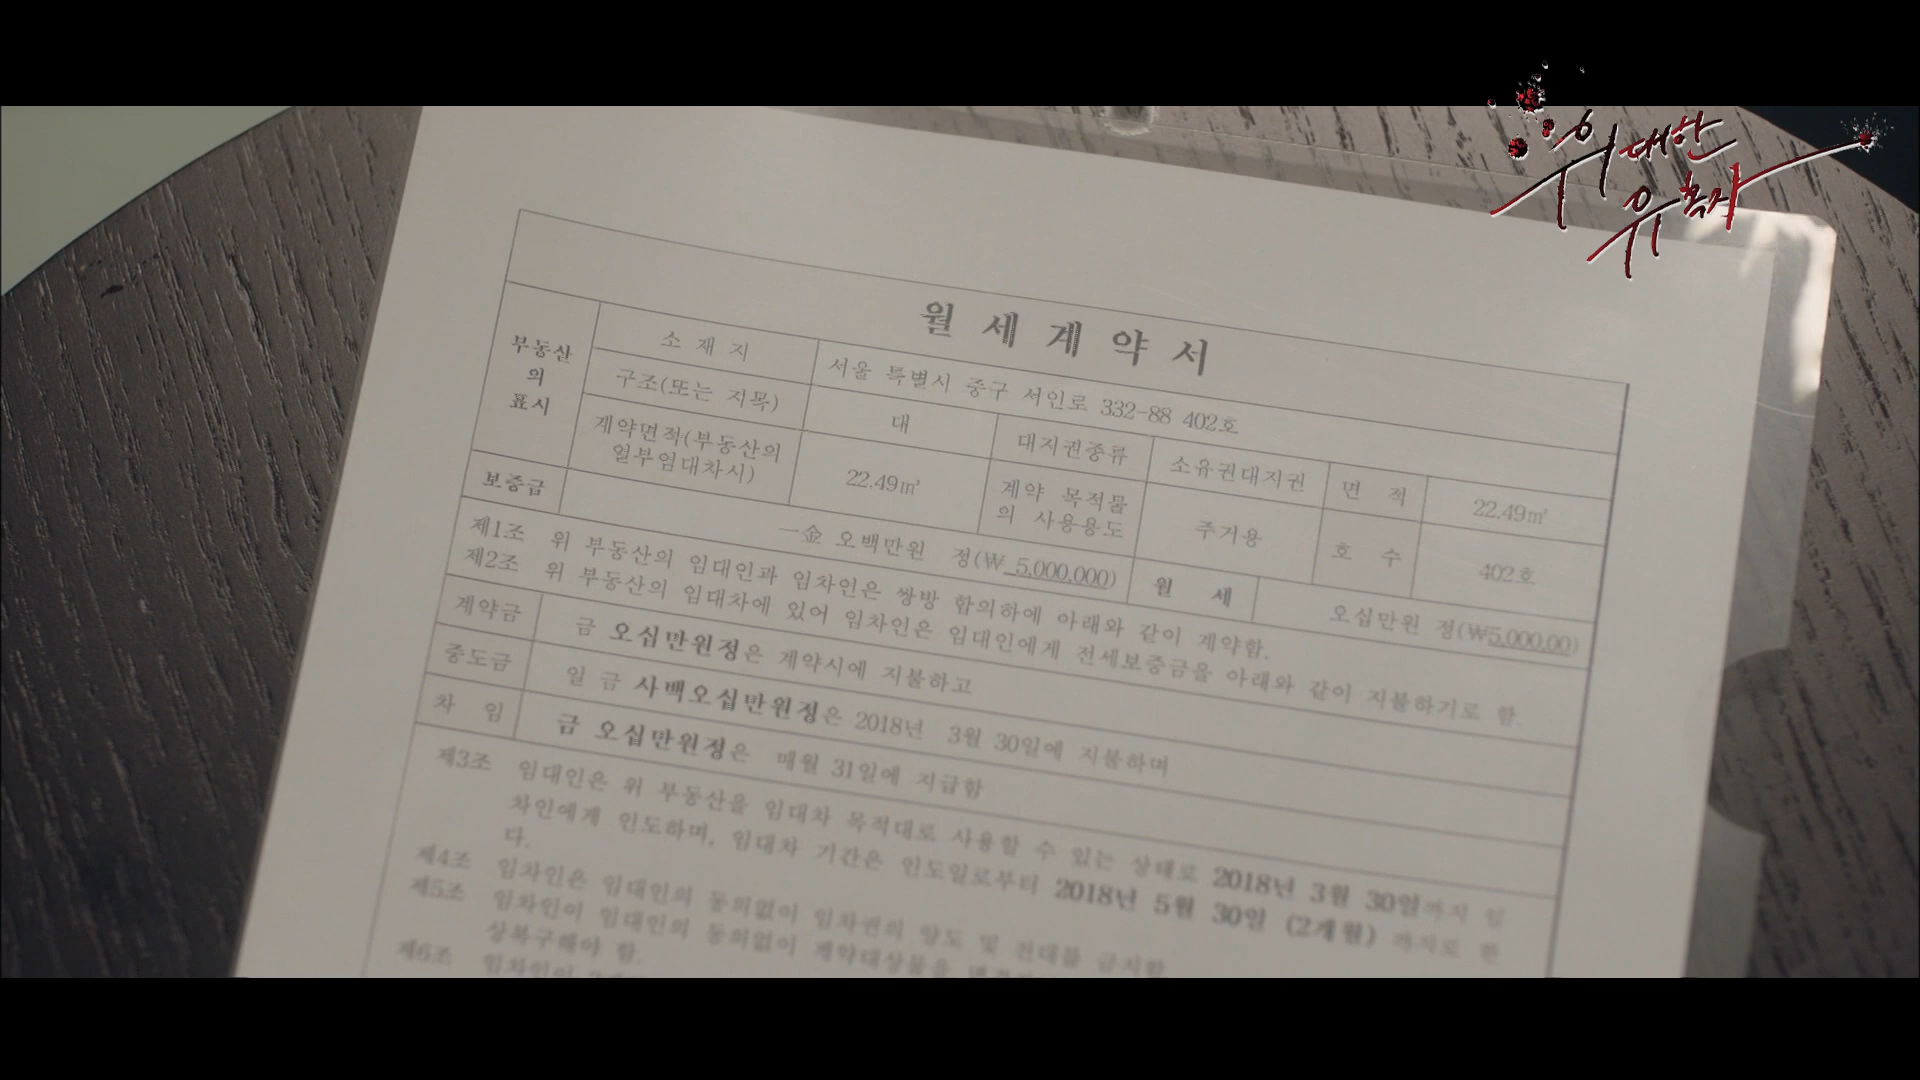 위대한
유혹자
월세계약서
부동산
의
표시
소재지
서울 특별시 중구 서인로 332-88 402호
구조(또는 지목)
대
대지권종류
소유권대지권
면 적
22.49㎡
계약면적(부동산의
일부임대차시)
22.49㎡
계약 목적물
의 사용용도
주거용
호 수
402호
보증금
一金 오백만원 정(₩ 5,000,000)
월 세
오십만원 정(₩5,000,00)
제1조 위 부동산의 임대인과 임차인은 쌍방 합의하에 아래와 같이 계약함.
제2조 위 부동산의 임대차에 있어 임차인은 임대인에게 전세보증금을 아래와 같이 지불하기로 함.
계약금
금 오십만원정은 계약시에 지불하고
중도금
일 금 사백오십만원정은 2018년 3월 30일에 지불하며
차 임
금 오십만원정은 매월 31일에 지급함
제3조 임대인은 위 부동산을 임대차 목적대로 사용할 수 있는 상태로 2018년 3월 30일까지 임
차인에게 인도하며, 임대차 기간은 인도일로부터 2018년 5월 30일 (2개월) 까지로 한
다.
제4조 임차인은 임대인의 동의없이 임차권의 양도 및 전대를 금지함
제5조 임차인이 임대인의 동의없이 계약대상물을
상복구해야 함.
제6조 임차인이